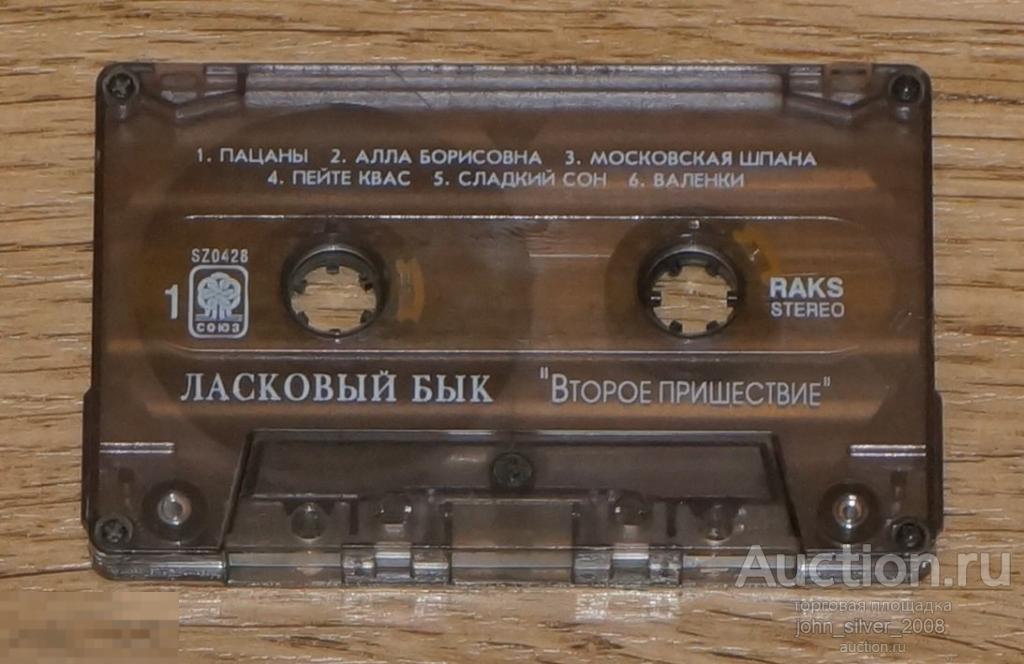 1. ПАЦАНЫ 2. АЛЛА БОРИСОВНА 3. МОСКОВСКАЯ ШПАНА
4. ПЕЙТЕ КВАС 5. СЛАДКИЙ СОН 6. ВАЛЕНКИ
SZ0428
1
СОЮЗ
RAKS
STEREO
ЛАСКОВЫЙ БЫК "ВТОРОЕ ПРИШЕСТВИЕ"
Auction.ru
торговая площадка
john_silver_2008
auction.ru